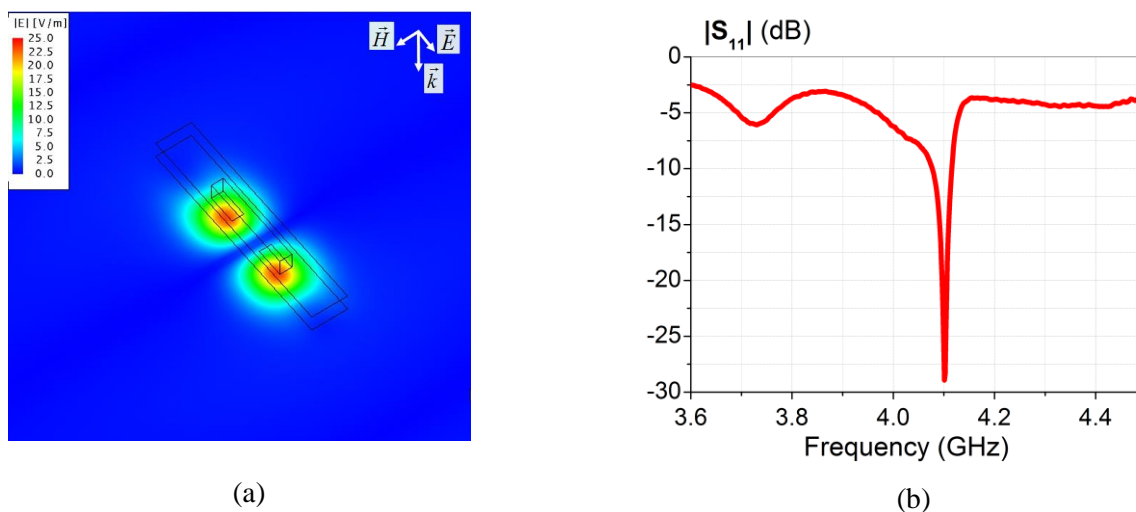 |E| [V/m]
25.0
22.5
20.0
17.5
15.0
12.5
10.0
7.5
5.0
2.5
0.0
H⃗
E⃗
k⃗
(a)
|S₁₁| (dB)
0
-5
-10
-15
-20
-25
-30
3.6 3.8 4.0 4.2 4.4
Frequency (GHz)
(b)